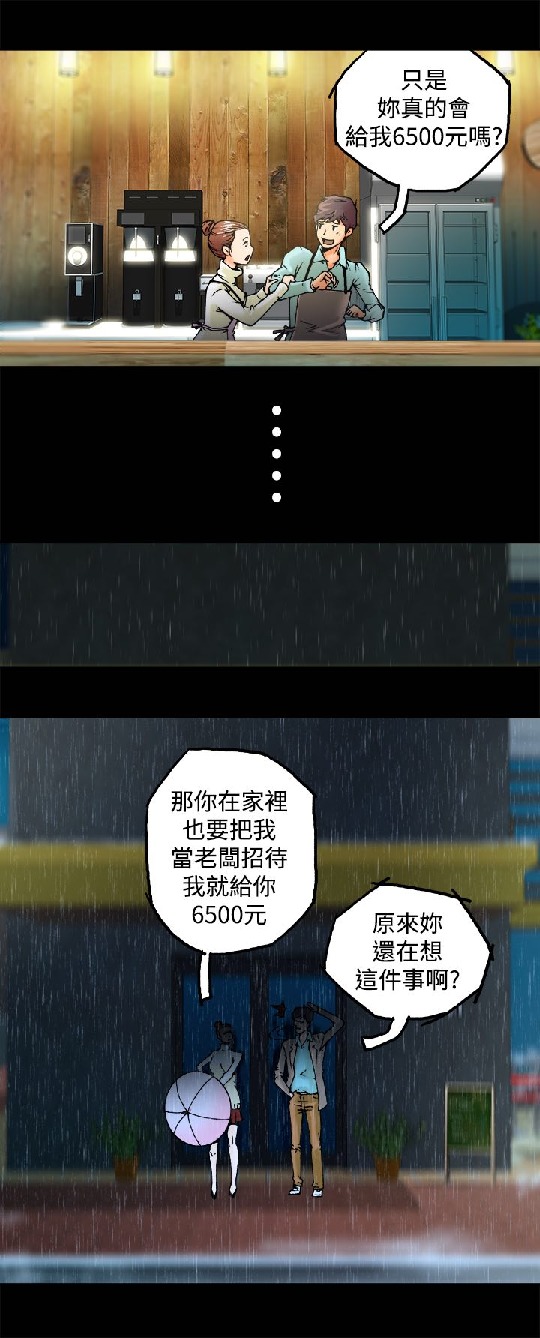 只是
妳真的會
給我6500元嗎?
那你在家裡
也要把我
當老闆招待
我就給你
6500元
原來妳
還在想
這件事啊?